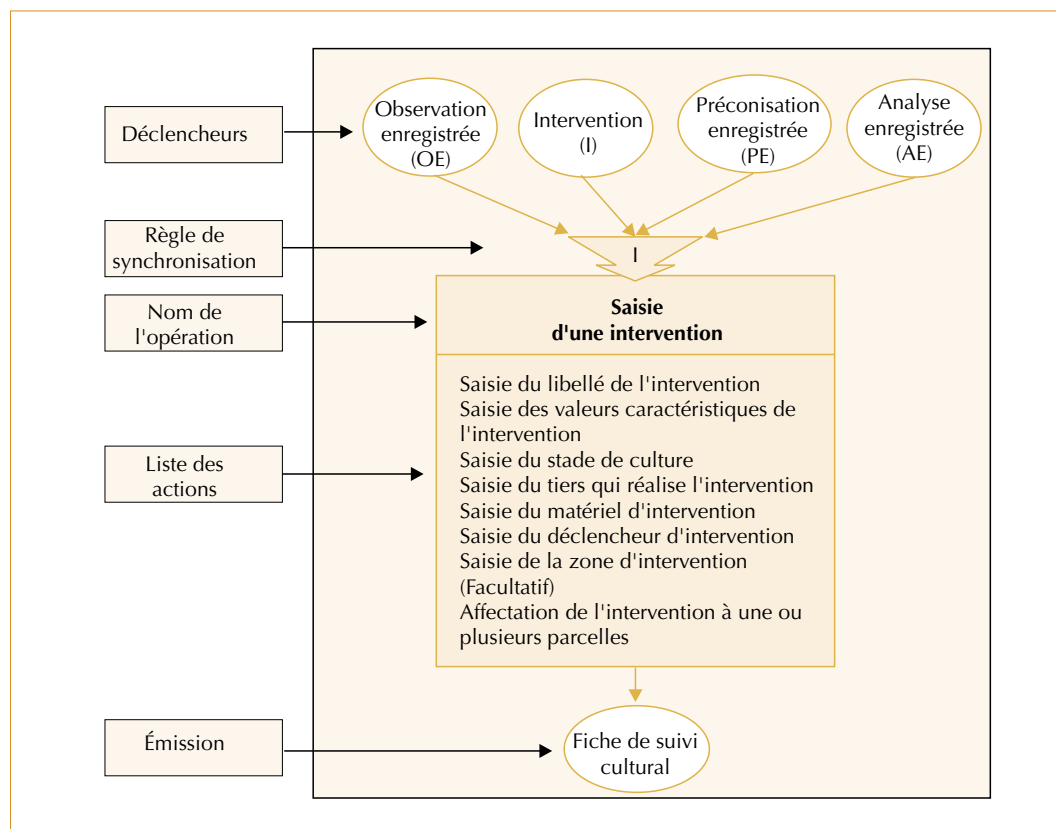 Déclencheurs
Observation
enregistrée
(OE)
Intervention
(I)
Préconisation
enregistrée
(PE)
Analyse
enregistrée
(AE)
Règle de
synchronisation
I
Nom de
l'opération
Saisie
d'une intervention
Liste des
actions
Saisie du libellé de l'intervention
Saisie des valeurs caractéristiques de
l'intervention
Saisie du stade de culture
Saisie du tiers qui réalise l'intervention
Saisie du matériel d'intervention
Saisie du déclencheur d'intervention
Saisie de la zone d'intervention
(Facultatif)
Affectation de l'intervention à une ou
plusieurs parcelles
Émission
Fiche de suivi
cultural